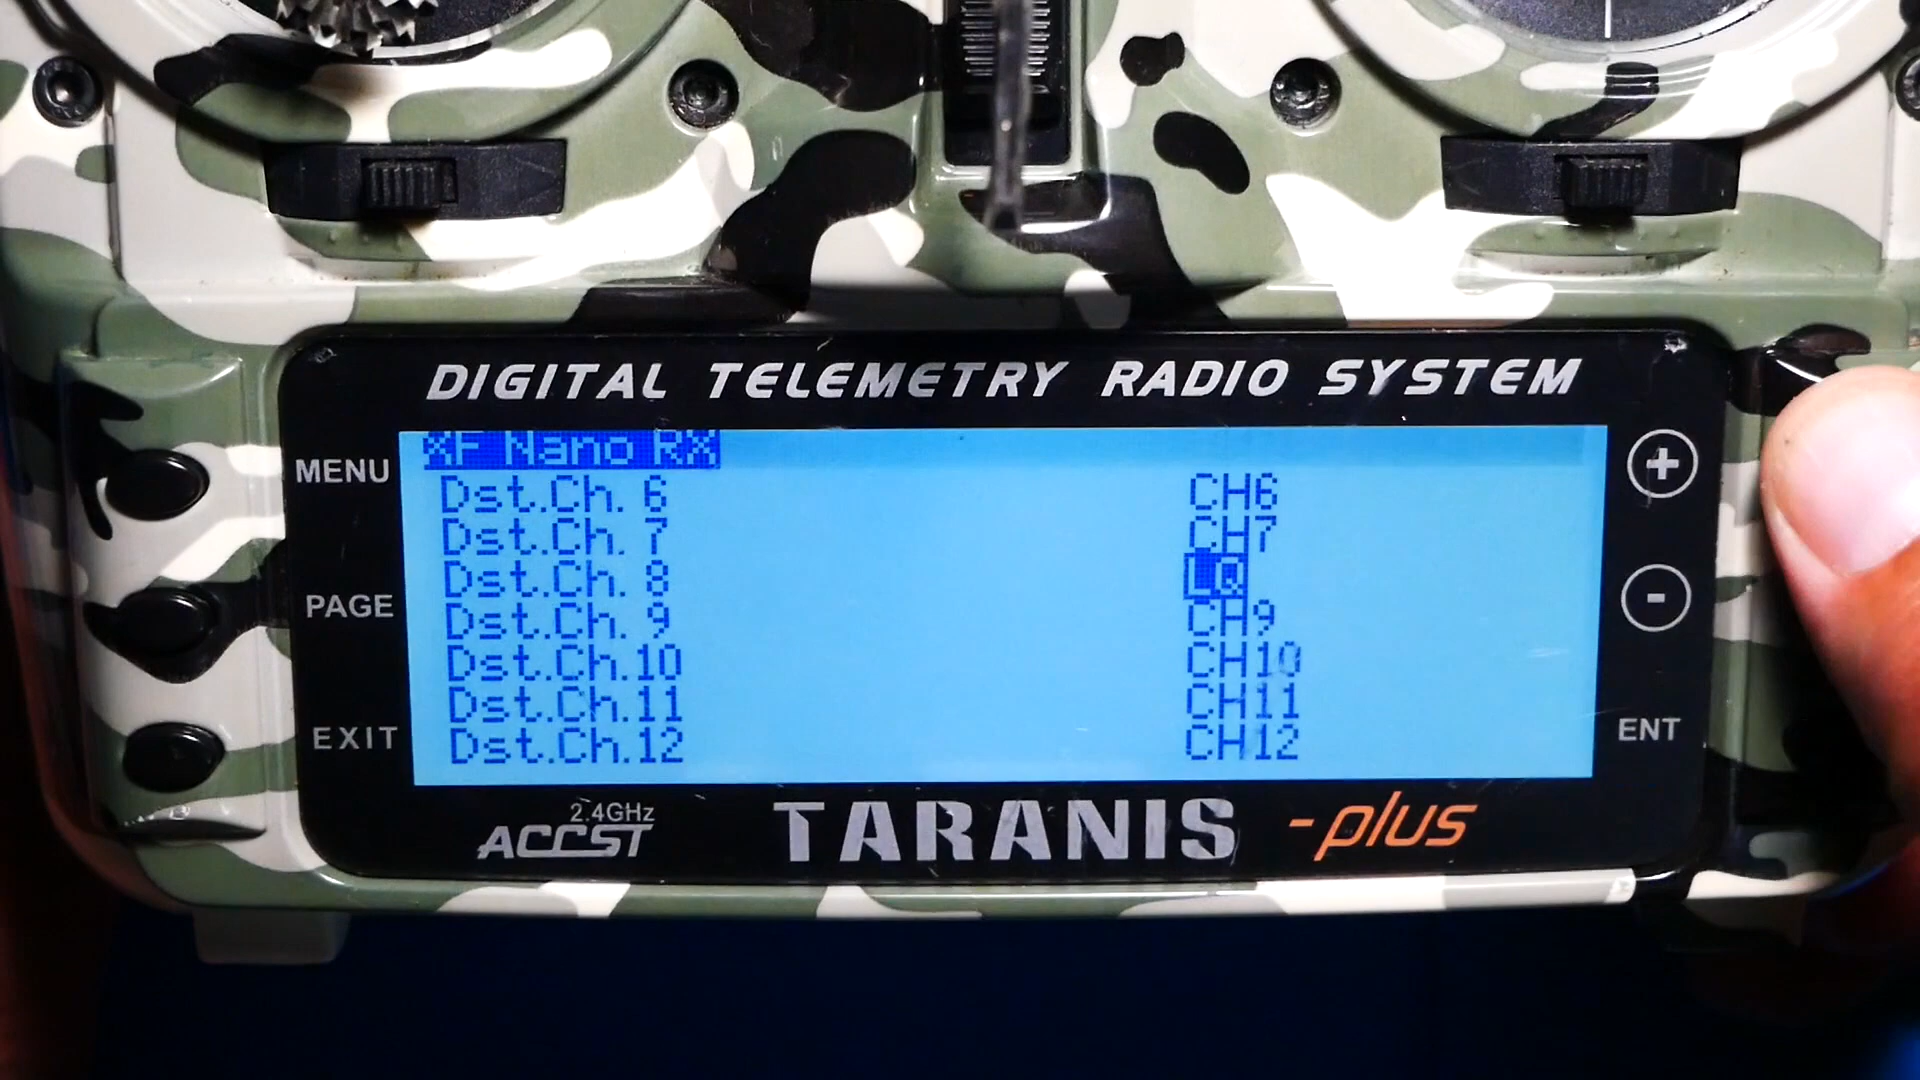 DIGITAL TELEMETRY RADIO SYSTEM
XF Nano RX
MENU
Dst.Ch. 6 CH6
Dst.Ch. 7 CH7
Dst.Ch. 8 LQ
PAGE
-
Dst.Ch. 9 CH9
Dst.Ch.10 CH10
Dst.Ch.11 CH11
EXIT
ENT
Dst.Ch.12 CH12
+
2.4GHz
ACCST
TARANIS -plus